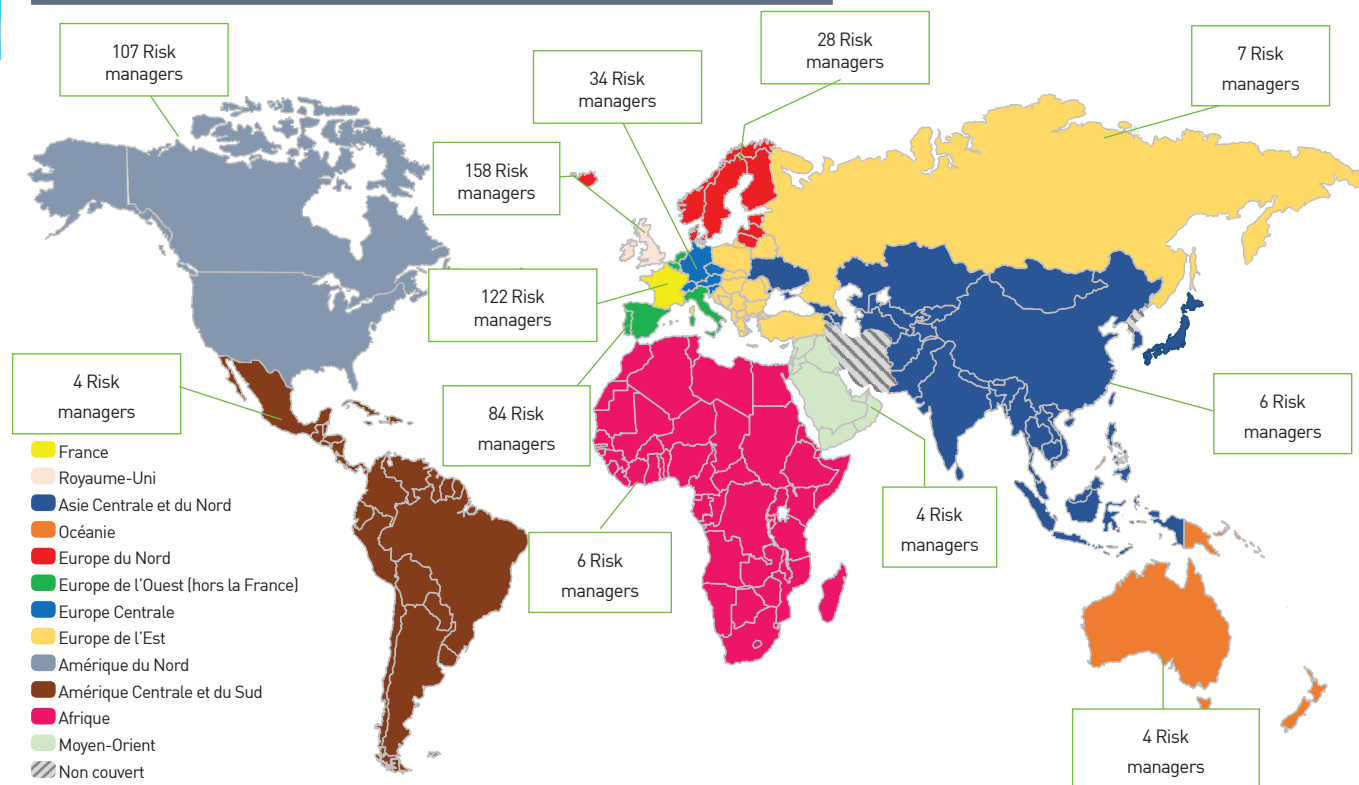 107 Risk
managers
34 Risk
managers
28 Risk
managers
7 Risk
managers
158 Risk
managers
122 Risk
managers
4 Risk
managers
84 Risk
managers
6 Risk
managers
6 Risk
managers
4 Risk
managers
4 Risk
managers
France
Royaume-Uni
Asie Centrale et du Nord
Océanie
Europe du Nord
Europe de l'Ouest (hors la France)
Europe Centrale
Europe de l'Est
Amérique du Nord
Amérique Centrale et du Sud
Afrique
Moyen-Orient
Non couvert